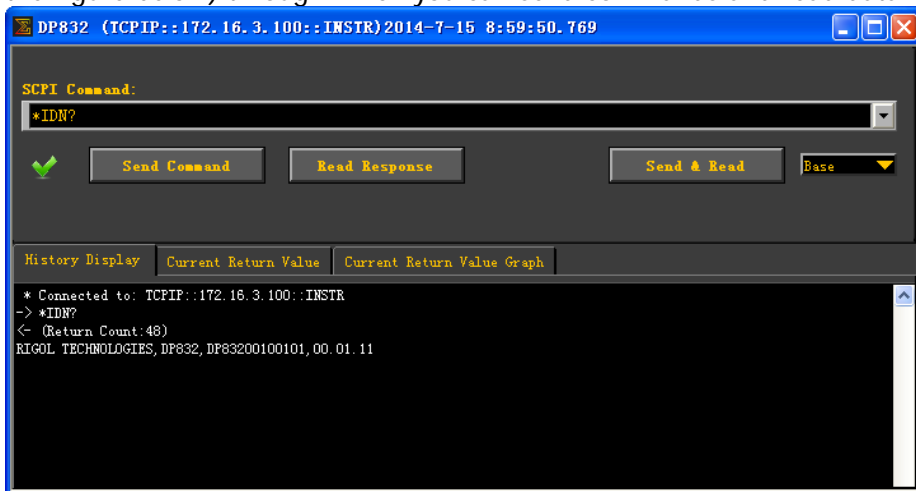 DP832 (TCPIP::172.16.3.100::INSTR)2014-7-15 8:59:50.769
SCPI Command:
*IDN?
Send Command Read Response Send & Read Base
History Display Current Return Value Current Return Value Graph
* Connected to: TCPIP::172.16.3.100::INSTR
-> *IDN?
<- (Return Count:48)
RIGOL TECHNOLOGIES,DP832,DP83200100101,00.01.11